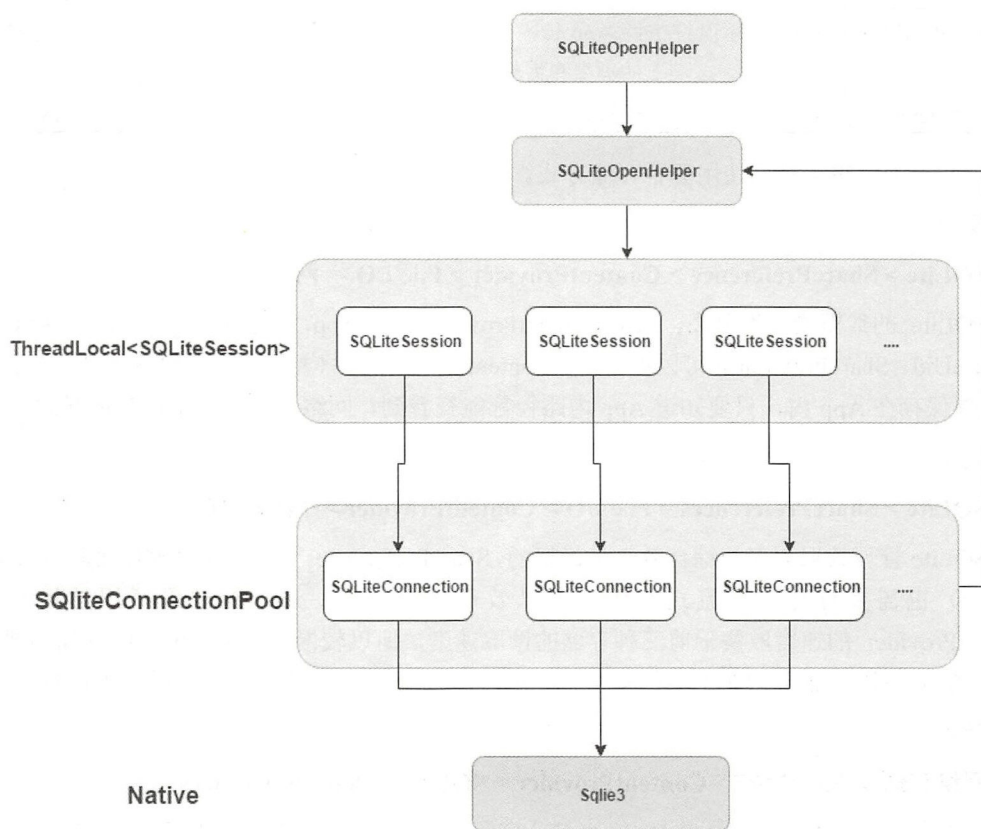 SQLiteOpenHelper
SQLiteOpenHelper
ThreadLocal<SQLiteSession>
SQLiteSession
SQLiteSession
SQLiteSession
....
SQliteConnectionPool
SQLiteConnection
SQLiteConnection
SQLiteConnection
....
Native
Sqlie3